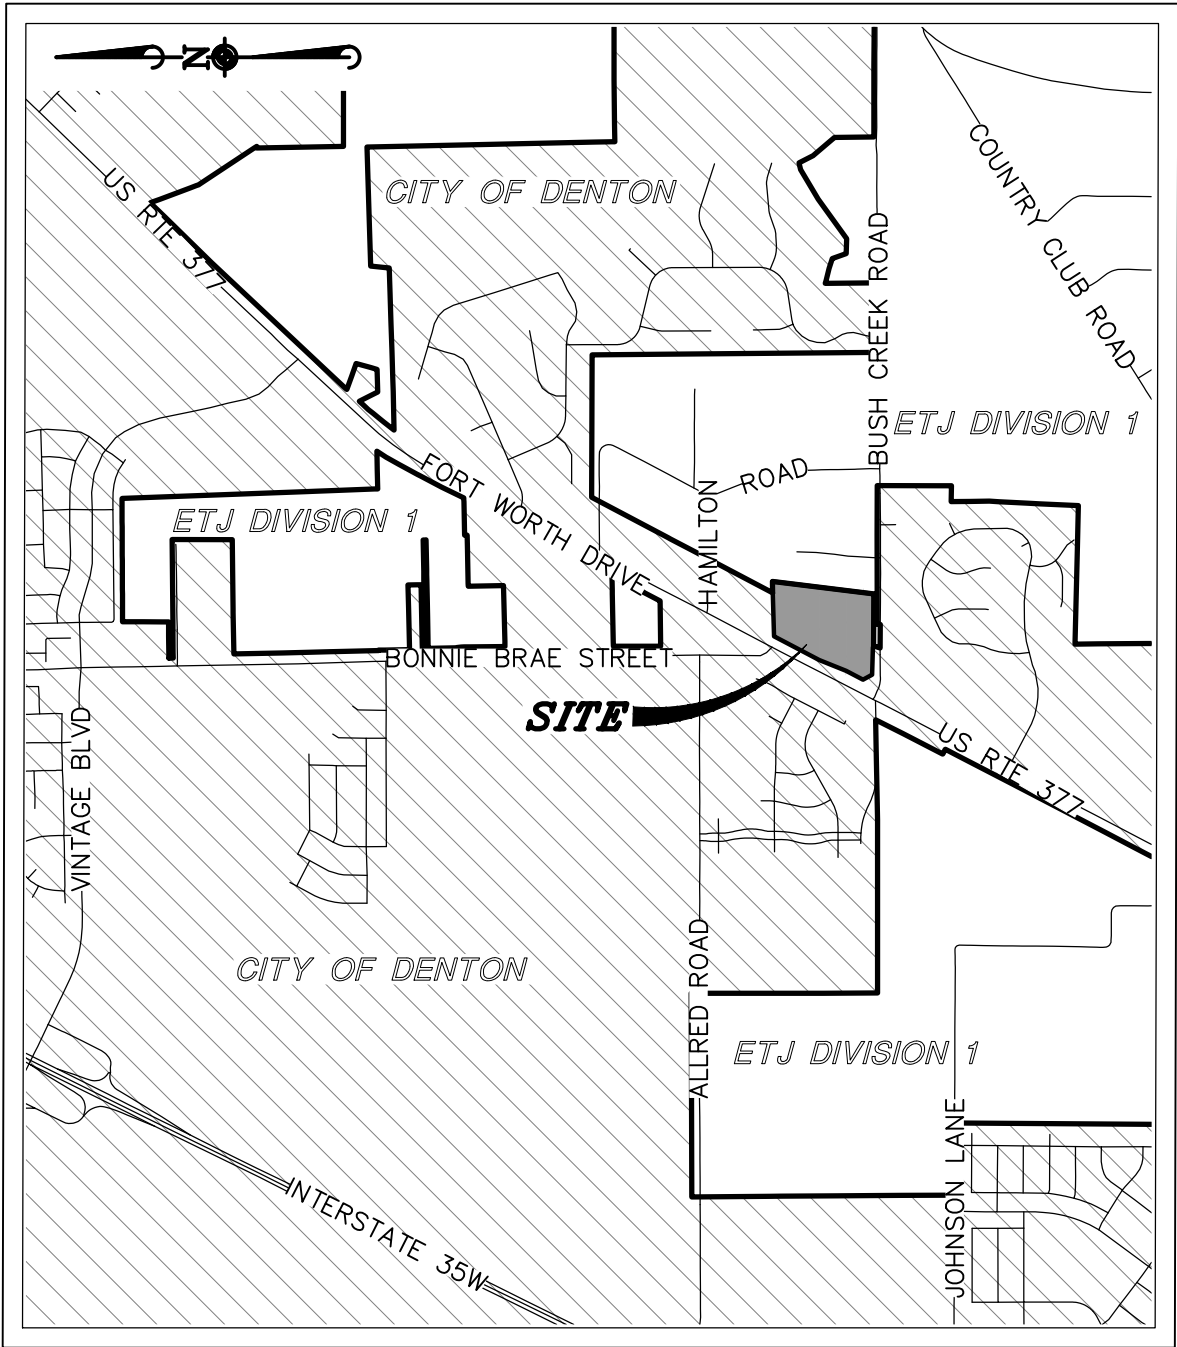 N
US RTE 377
CITY OF DENTON
COUNTRY CLUB ROAD
BUSH CREEK ROAD
ETJ DIVISION 1
FORT WORTH DRIVE
HAMILTON
ROAD
ETJ DIVISION 1
BONNIE BRAE STREET
SITE
US RTE 377
VINTAGE BLVD
CITY OF DENTON
ALLRED ROAD
ETJ DIVISION 1
JOHNSON LANE
INTERSTATE 35W